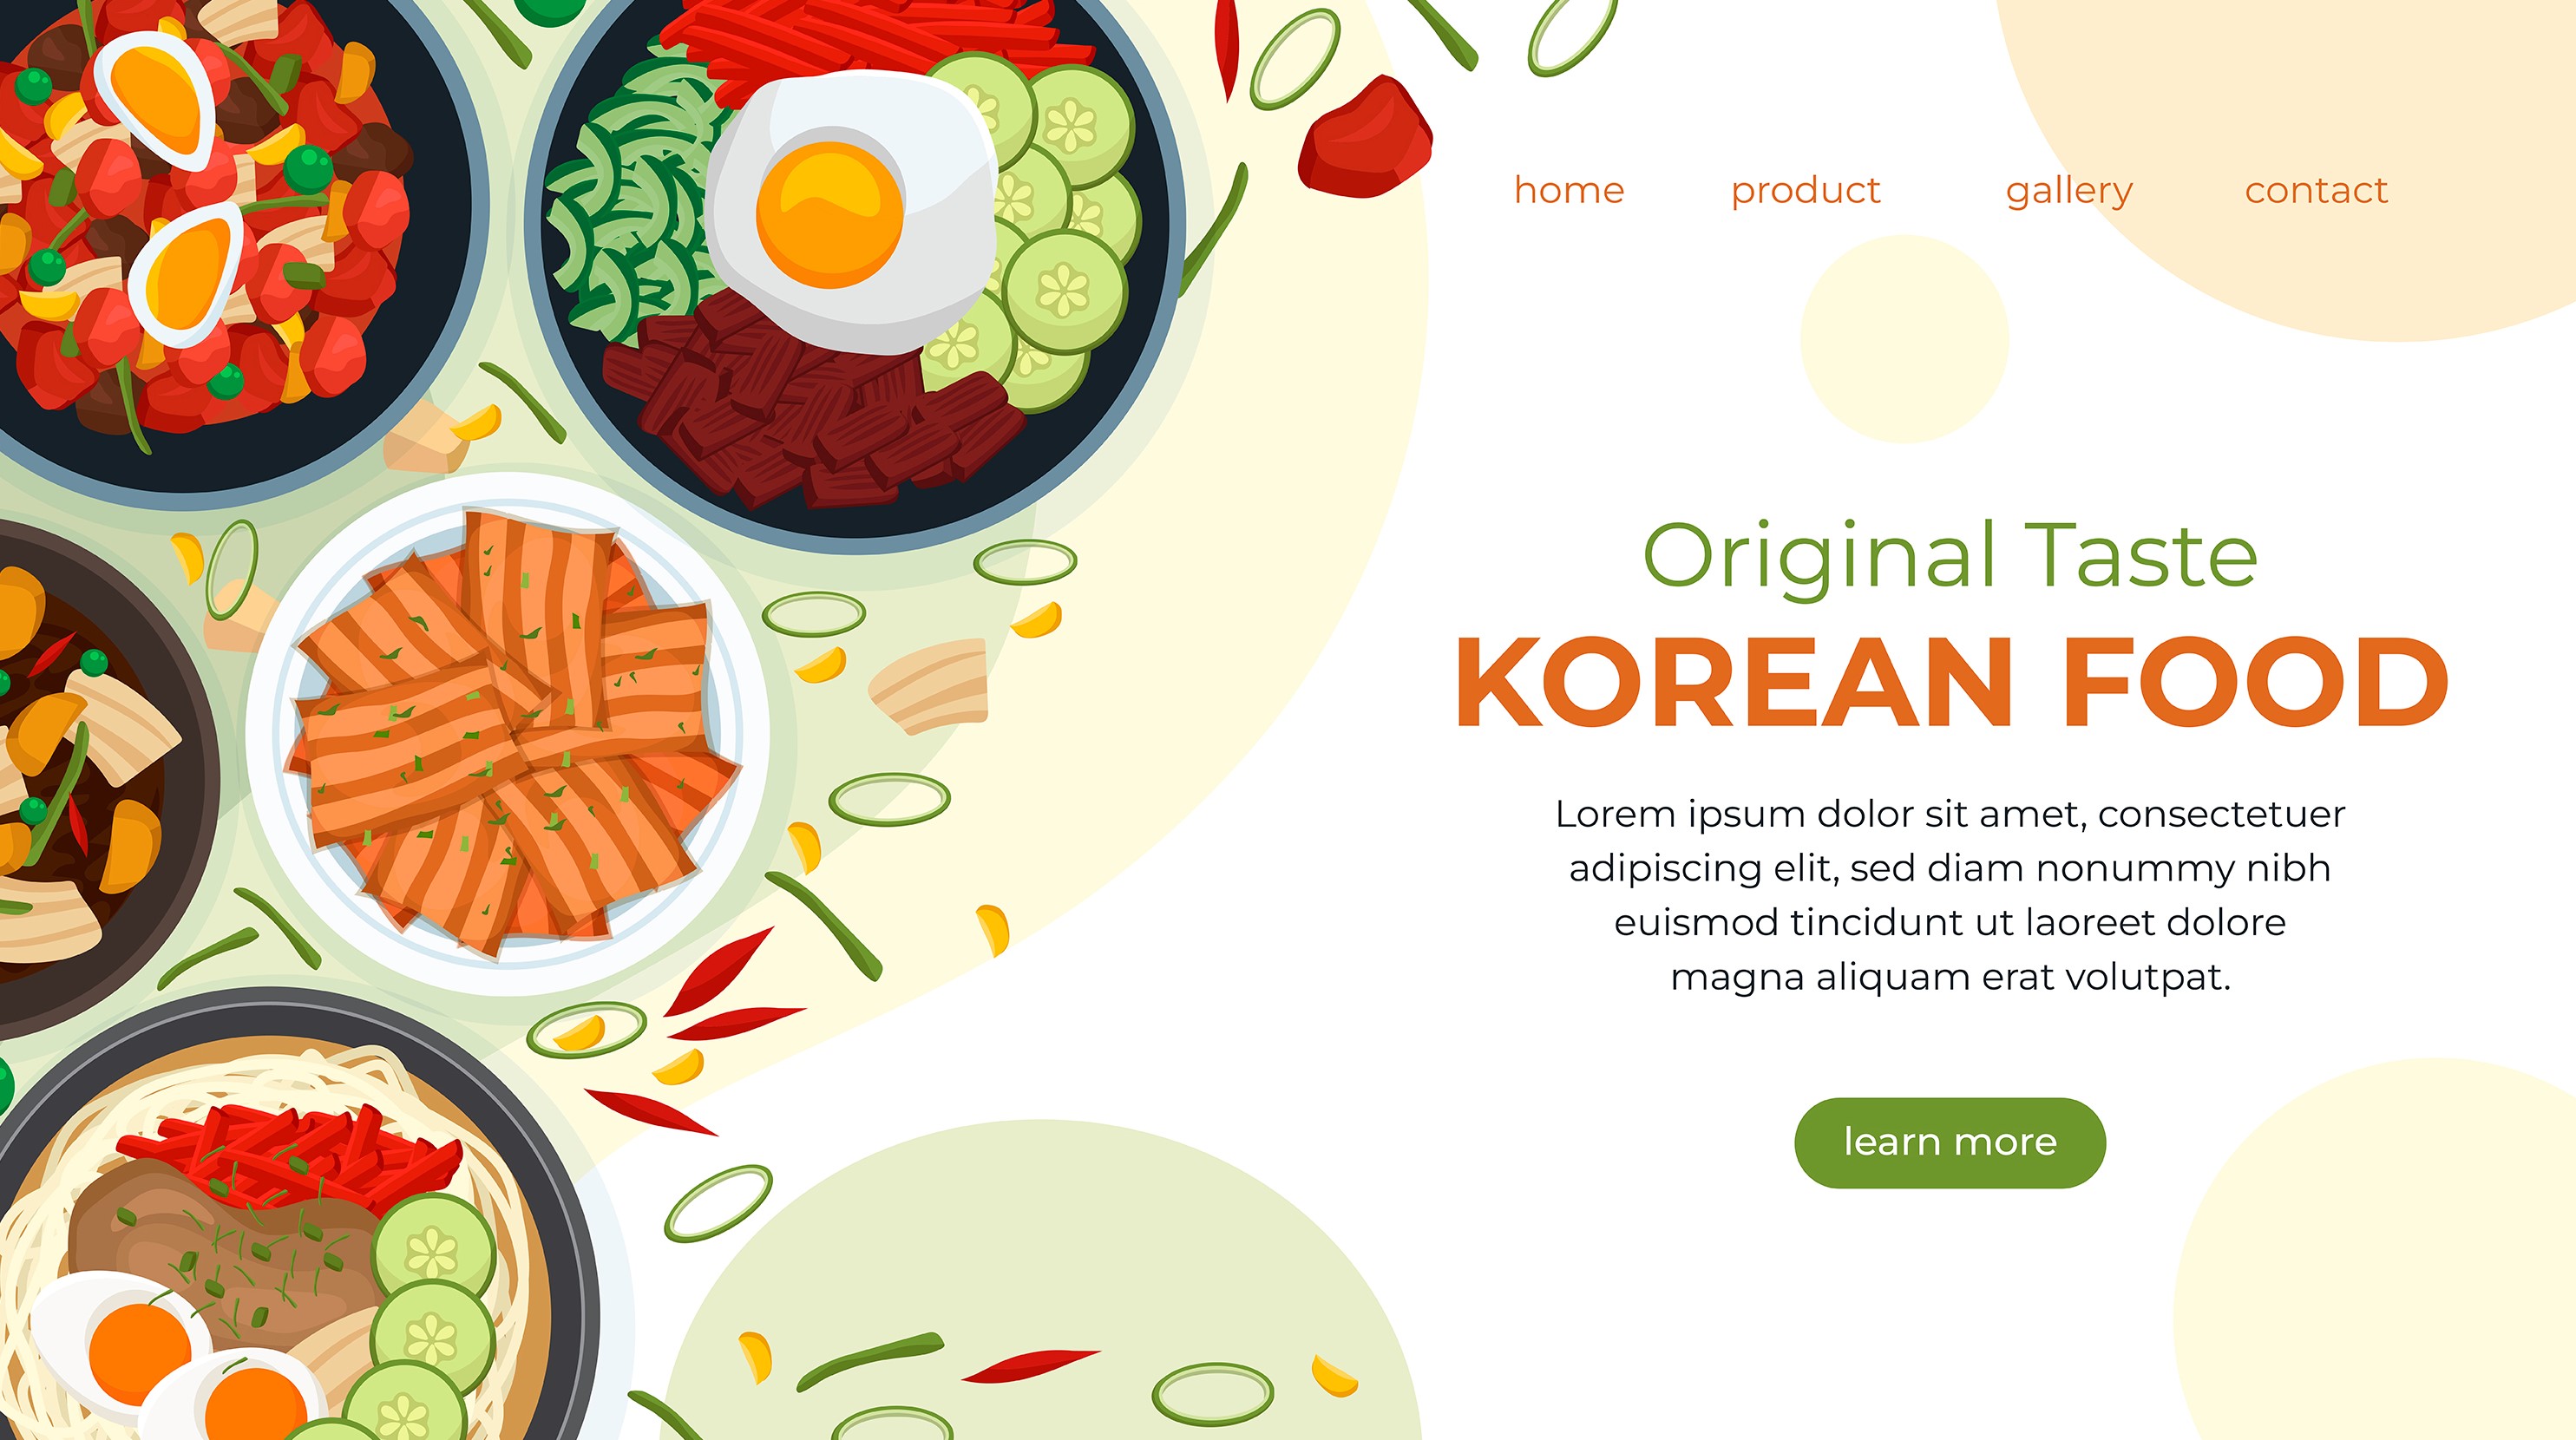 home product gallery contact
Original Taste
KOREAN FOOD
Lorem ipsum dolor sit amet, consectetuer
adipiscing elit, sed diam nonummy nibh
euismod tincidunt ut laoreet dolore
magna aliquam erat volutpat.
learn more